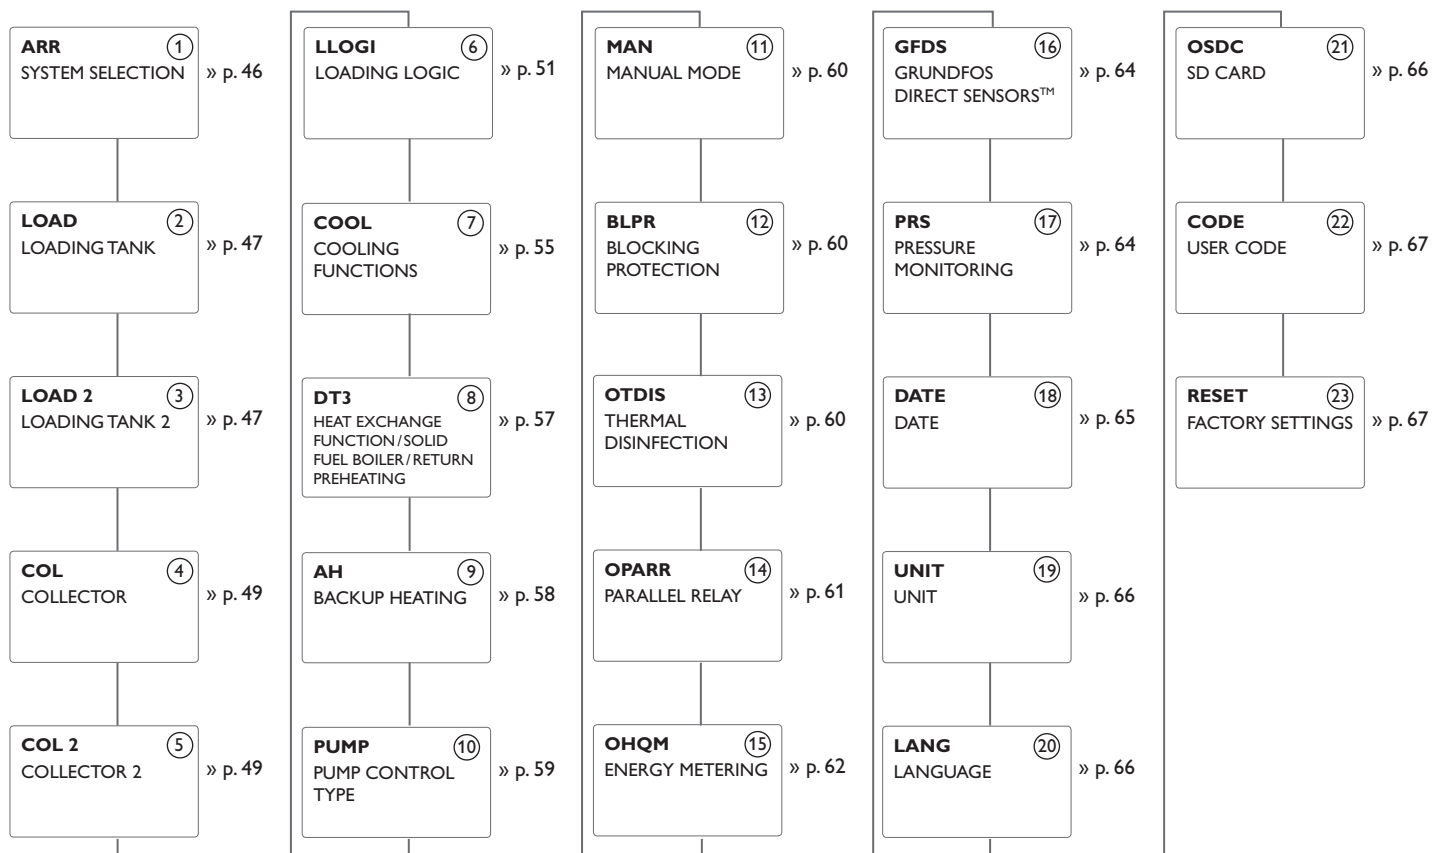 ARR 1
SYSTEM SELECTION
» p. 46
LOAD 2
LOADING TANK
» p. 47
LOAD 2 3
LOADING TANK 2
» p. 47
COL 4
COLLECTOR
» p. 49
COL 2 5
COLLECTOR 2
» p. 49
LLOGI 6
LOADING LOGIC
» p. 51
COOL 7
COOLING
FUNCTIONS
» p. 55
DT3 8
HEAT EXCHANGE
FUNCTION/SOLID
FUEL BOILER/RETURN
PREHEATING
» p. 57
AH 9
BACKUP HEATING
» p. 58
PUMP 10
PUMP CONTROL
TYPE
» p. 59
MAN 11
MANUAL MODE
» p. 60
BLPR 12
BLOCKING
PROTECTION
» p. 60
OTDIS 13
THERMAL
DISINFECTION
» p. 60
OPARR 14
PARALLEL RELAY
» p. 61
OHQM 15
ENERGY METERING
» p. 62
GFDS 16
GRUNDFOS
DIRECT SENSORS™
» p. 64
PRS 17
PRESSURE
MONITORING
» p. 64
DATE 18
DATE
» p. 65
UNIT 19
UNIT
» p. 66
LANG 20
LANGUAGE
» p. 66
OSDC 21
SD CARD
» p. 66
CODE 22
USER CODE
» p. 67
RESET 23
FACTORY SETTINGS
» p. 67